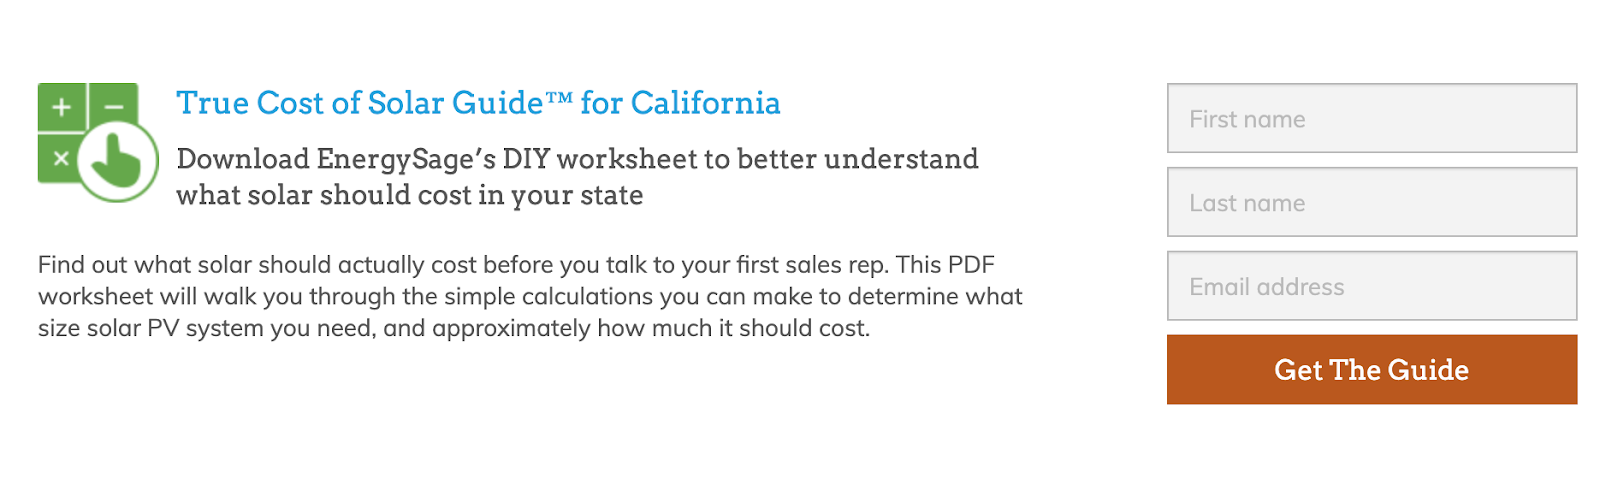 True Cost of Solar Guide™ for California
Download EnergySage’s DIY worksheet to better understand
what solar should cost in your state
Find out what solar should actually cost before you talk to your first sales rep. This PDF
worksheet will walk you through the simple calculations you can make to determine what
size solar PV system you need, and approximately how much it should cost.
First name
Last name
Email address
Get The Guide